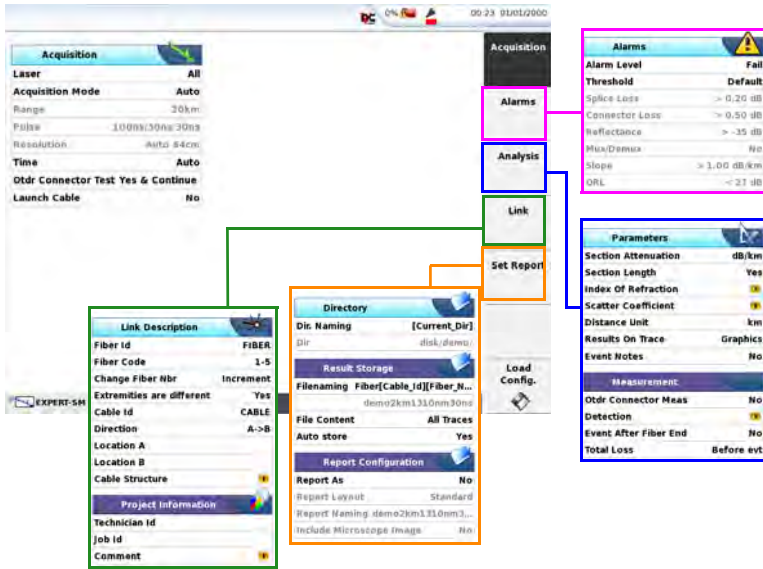 DC 0% 00:23 01/01/2000
Acquisition
Laser All
Acquisition Mode Auto
Range 20km
Pulse 100ns/30ns 30ns
Resolution Auto 64cm
Time Auto
Otdr Connector Test Yes & Continue
Launch Cable No
EXPERT-SM
Acquisition
Alarms
Analysis
Link
Set Report
Load
Config.
Alarms
Alarm Level Fail
Threshold Default
Splice Loss > 0.20 dB
Connector Loss > 0.50 dB
Reflectance > -35 dB
Mux/Demux No
Slope > 1.00 dB/km
ORL < 27 dB
Parameters
Section Attenuation dB/km
Section Length Yes
Index Of Refraction
Scatter Coefficient
Distance Unit km
Results On Trace Graphics
Event Notes No
Measurement
Otdr Connector Meas No
Detection
Event After Fiber End No
Total Loss Before evt
Link Description
Fiber Id FIBER
Fiber Code 1-5
Change Fiber Nbr Increment
Extremities are different Yes
Cable Id CABLE
Direction A->B
Location A
Location B
Cable Structure
Project Information
Technician Id
Job Id
Comment
Directory
Dir. Naming [Current_Dir]
Dir disk/demo/
Result Storage
Filenaming Fiber[Cable_Id][Fiber_N...
demo2km1310nm30ns
File Content All Traces
Auto store Yes
Report Configuration
Report As No
Report Layout Standard
Report Naming demo2km1310nm3...
Include Microscope Image No